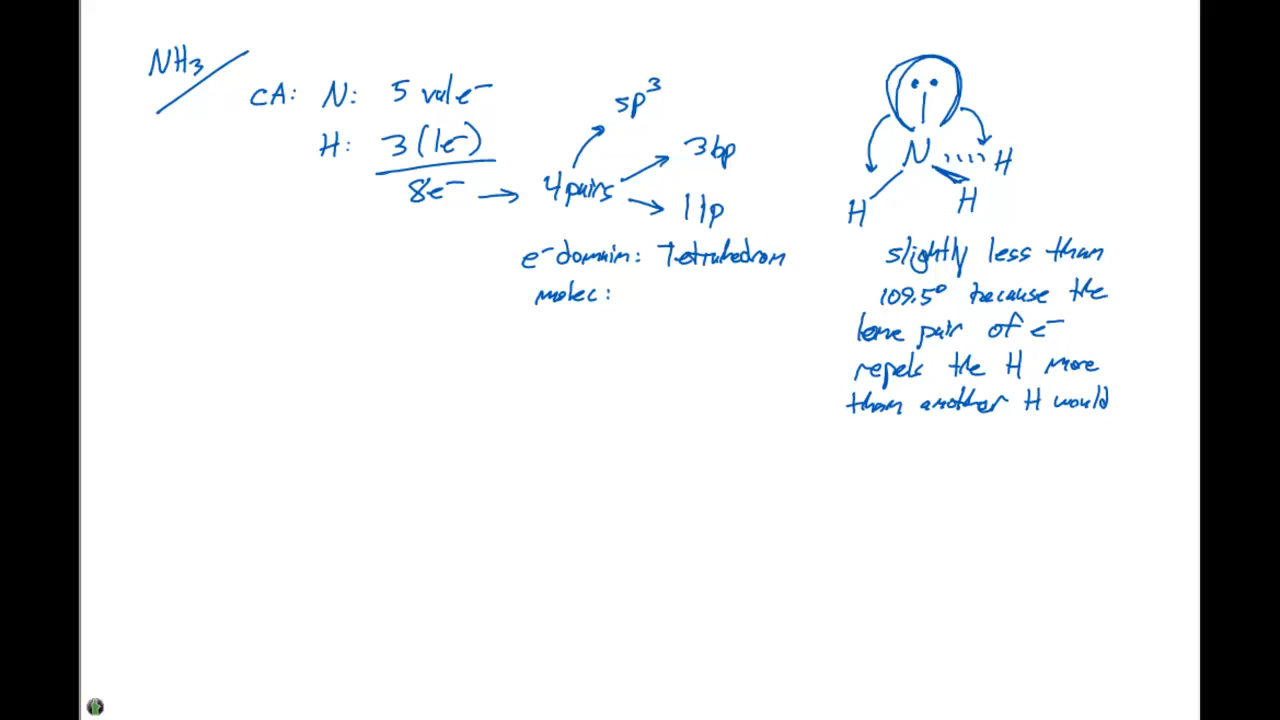 NH3
CA: N: 5 val e-
H: 3 (1e-)
8e- → 4 pairs
sp3
3 bp
1 lp
e- domain: Tetrahedron
molec:
N
H
H
H
slightly less than
109.5° because the
lone pair of e-
repels the H more
than another H would